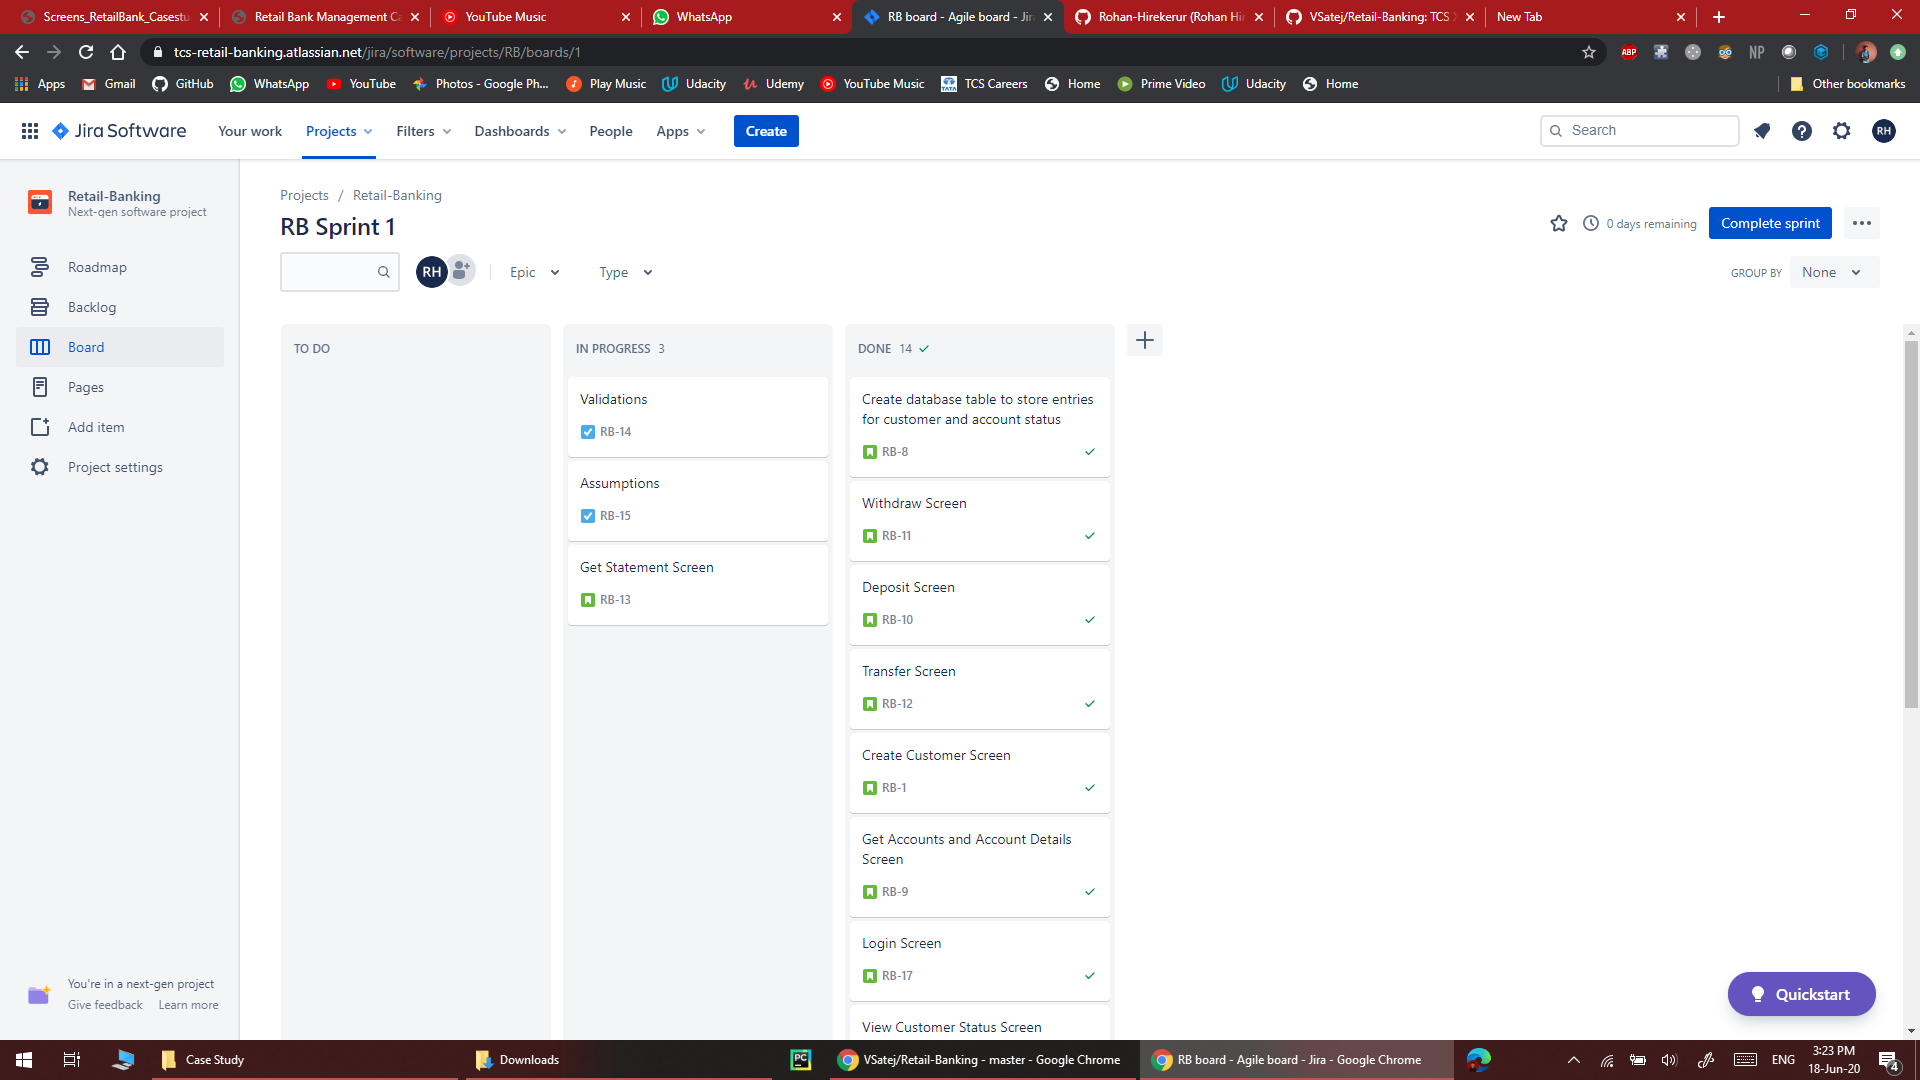 Screens_RetailBank_Casestu
Retail Bank Management Ca
YouTube Music
WhatsApp
RB board - Agile board - Jir
Rohan-Hirekerur (Rohan Hir
VSatej/Retail-Banking: TCS X
New Tab
tcs-retail-banking.atlassian.net/jira/software/projects/RB/boards/1
ABP
NP
Apps
Gmail
GitHub
WhatsApp
YouTube
Photos - Google Ph...
Play Music
Udacity
Udemy
YouTube Music
TCS Careers
Home
Prime Video
Udacity
Home
Other bookmarks
Jira Software
Your work
Projects
Filters
Dashboards
People
Apps
Create
Search
RH
Retail-Banking
Next-gen software project
Roadmap
Backlog
Board
Pages
Add item
Project settings
You're in a next-gen project
Give feedback
Learn more
Projects / Retail-Banking
RB Sprint 1
0 days remaining
Complete sprint
RH
Epic
Type
GROUP BY
None
TO DO
IN PROGRESS 3
Validations
RB-14
Assumptions
RB-15
Get Statement Screen
RB-13
DONE 14
Create database table to store entries
for customer and account status
RB-8
Withdraw Screen
RB-11
Deposit Screen
RB-10
Transfer Screen
RB-12
Create Customer Screen
RB-1
Get Accounts and Account Details
Screen
RB-9
Login Screen
RB-17
View Customer Status Screen
Quickstart
Case Study
Downloads
PC
VSatej/Retail-Banking - master - Google Chrome
RB board - Agile board - Jira - Google Chrome
ENG
3:23 PM
18-Jun-20
4